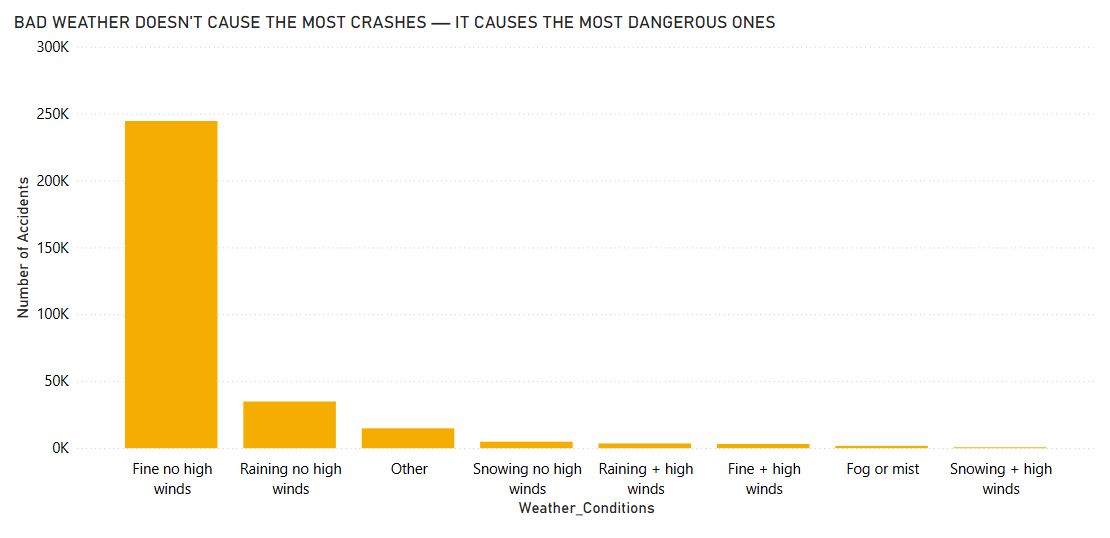 BAD WEATHER DOESN'T CAUSE THE MOST CRASHES — IT CAUSES THE MOST DANGEROUS ONES
300K
250K
200K
150K
100K
50K
0K
Number of Accidents
Fine no high
winds
Raining no high
winds
Other
Snowing no high
winds
Raining + high
winds
Fine + high
winds
Fog or mist
Snowing + high
winds
Weather_Conditions